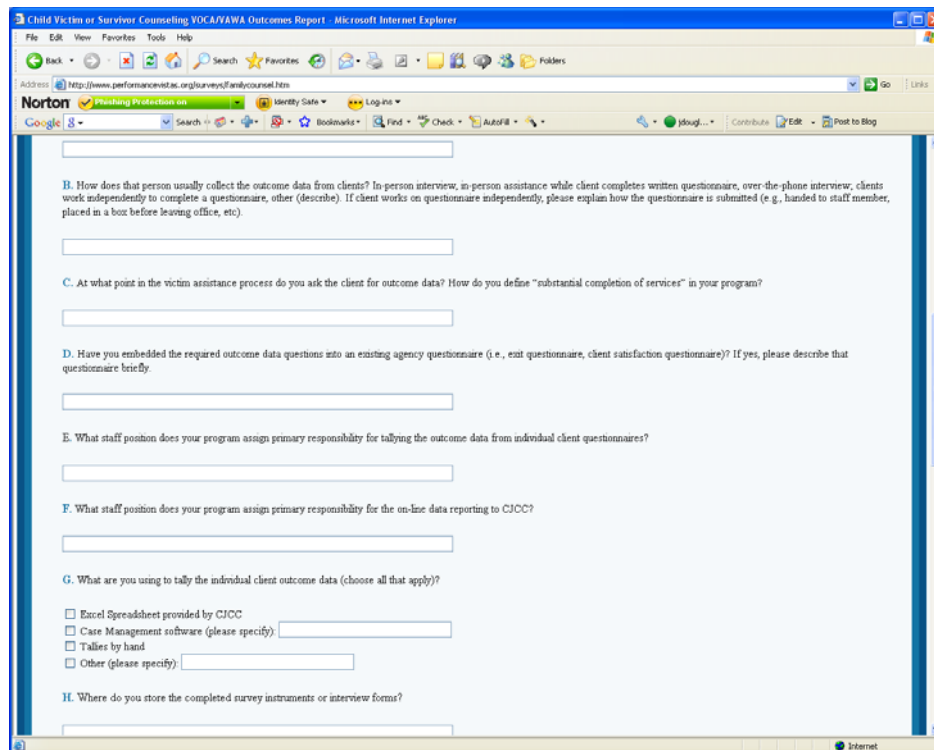 Child Victim or Survivor Counseling VOCA/VAWA Outcomes Report - Microsoft Internet Explorer
File Edit View Favorites Tools Help
Back Search Favorites Folders
Address http://www.performancevistas.org/surveys/familycounsel.htm Go Links
Norton Phishing Protection on Identity Safe Log-ins
Google Search Bookmarks Find Check AutoFill jdougl... Contribute Edit Post to Blog
B. How does that person usually collect the outcome data from clients? In-person interview, in-person assistance while client completes written questionnaire, over-the-phone interview; clients
work independently to complete a questionnaire, other (describe). If client works on questionnaire independently, please explain how the questionnaire is submitted (e.g., handed to staff member,
placed in a box before leaving office, etc).
C. At what point in the victim assistance process do you ask the client for outcome data? How do you define "substantial completion of services" in your program?
D. Have you embedded the required outcome data questions into an existing agency questionnaire (i.e., exit questionnaire, client satisfaction questionnaire)? If yes, please describe that
questionnaire briefly.
E. What staff position does your program assign primary responsibility for tallying the outcome data from individual client questionnaires?
F. What staff position does your program assign primary responsibility for the on-line data reporting to CJCC?
G. What are you using to tally the individual client outcome data (choose all that apply)?
Excel Spreadsheet provided by CJCC
Case Management software (please specify):
Tallies by hand
Other (please specify):
H. Where do you store the completed survey instruments or interview forms?
Internet